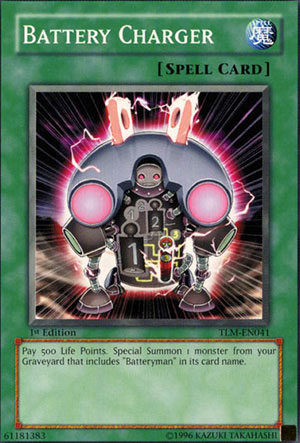 BATTERY CHARGER
SPELL
[SPELL CARD]
1st Edition
TLM-EN041
Pay 500 Life Points. Special Summon 1 monster from your
Graveyard that includes "Batteryman" in its card name.
61181383
©1996 KAZUKI TAKAHASHI